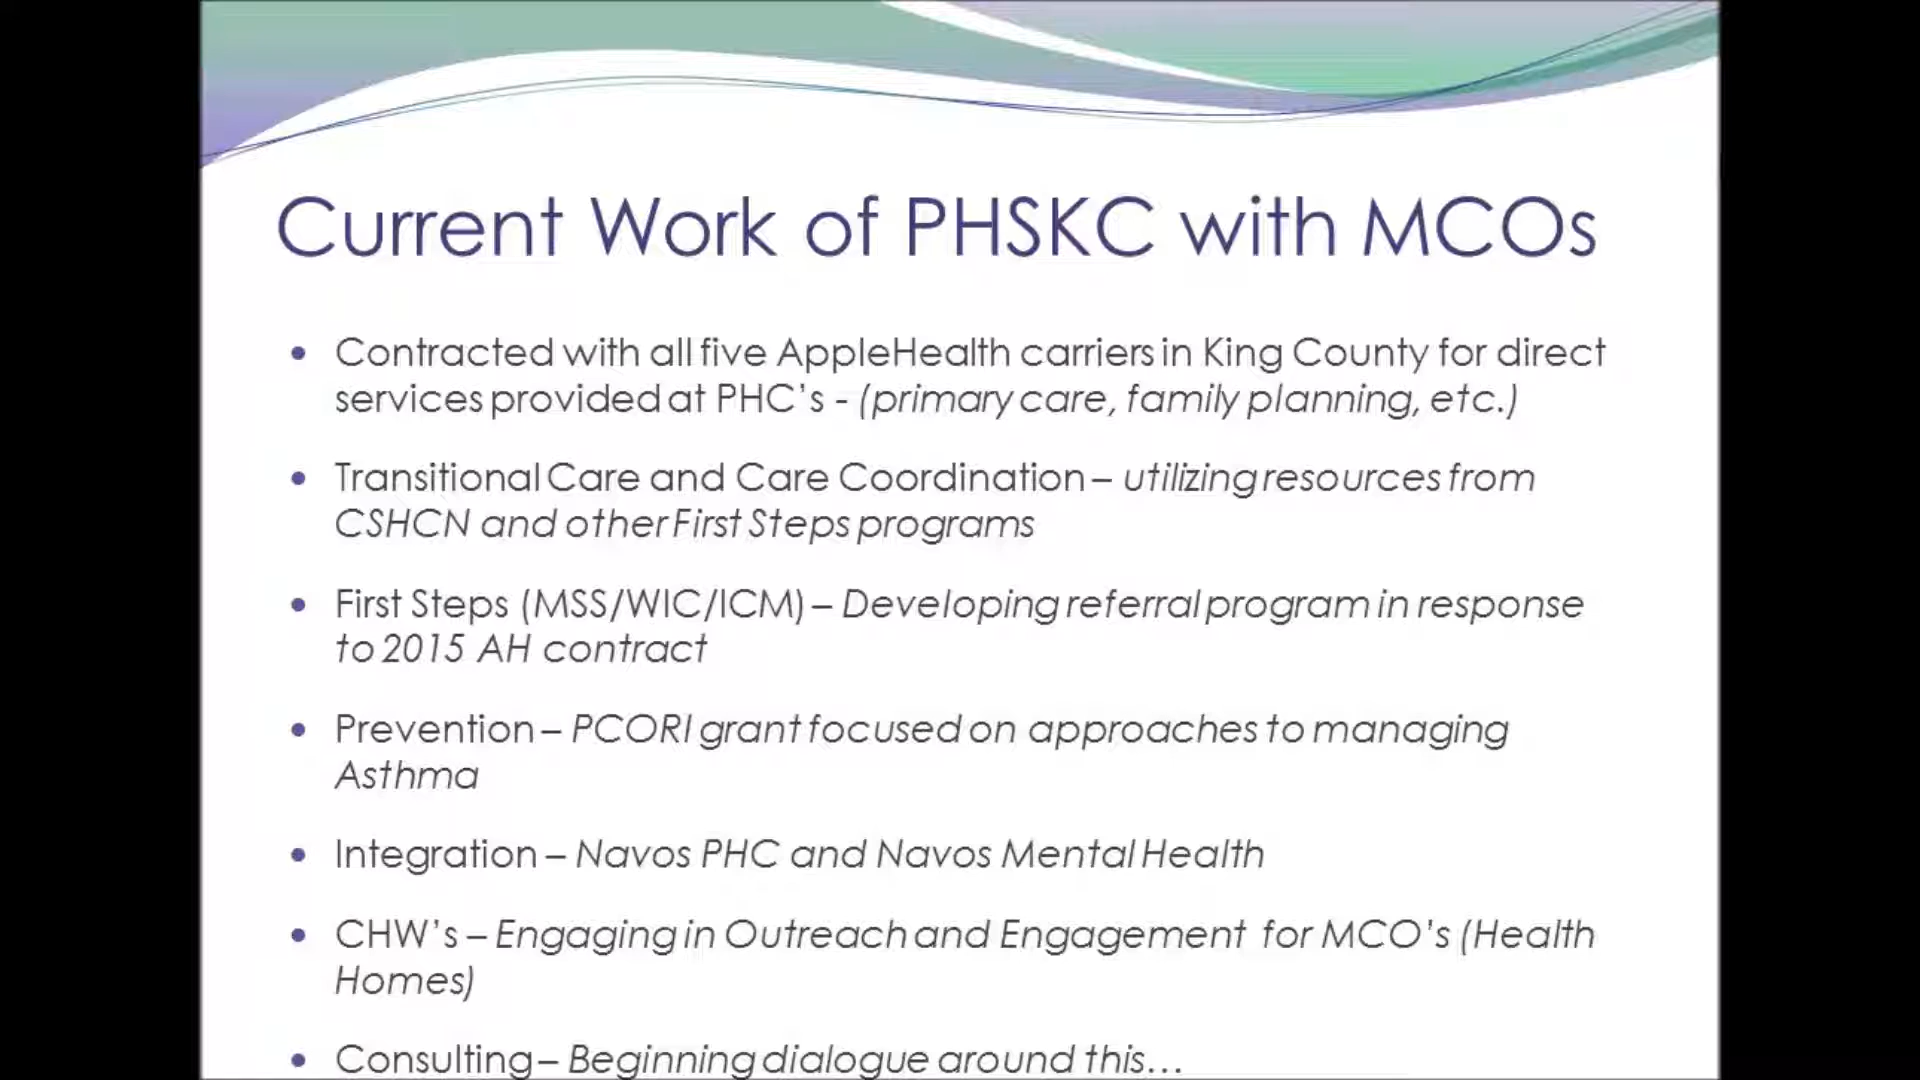 Current Work of PHSKC with MCOs
• Contracted with all five AppleHealth carriers in King County for direct
services provided at PHC's - (primary care, family planning, etc.)
• Transitional Care and Care Coordination – utilizing resources from
CSHCN and other First Steps programs
• First Steps (MSS/WIC/ICM) – Developing referral program in response
to 2015 AH contract
• Prevention – PCORI grant focused on approaches to managing
Asthma
• Integration – Navos PHC and Navos Mental Health
• CHW's – Engaging in Outreach and Engagement for MCO's (Health
Homes)
• Consulting – Beginning dialogue around this...